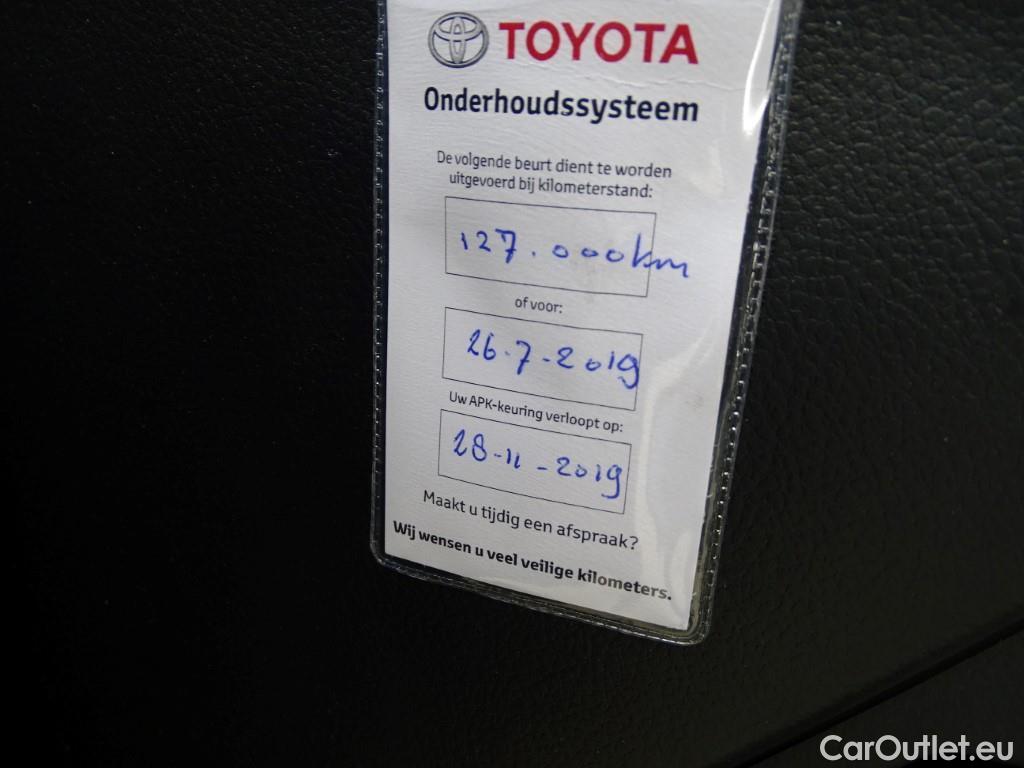 TOYOTA
Onderhoudssysteem
De volgende beurt dient te worden
uitgevoerd bij kilometerstand:
127.000km
of voor:
26-7-2019
Uw APK-keuring verloopt op:
28-11-2019
Maakt u tijdig een afspraak?
Wij wensen u veel veilige kilometers.
CarOutlet.eu